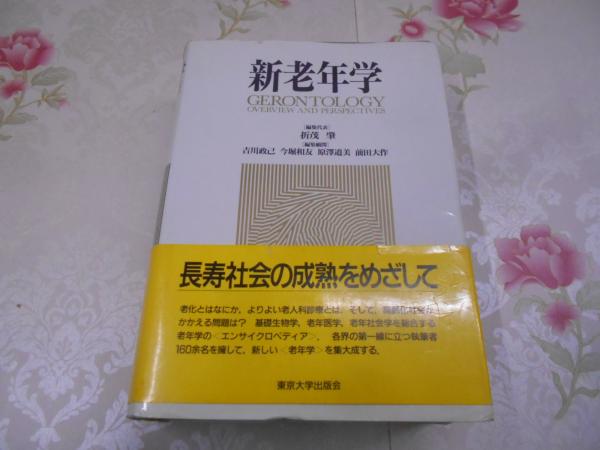 新老年学
GERONTOLOGY
OVERVIEW AND PERSPECTIVES
[編集代表]
折茂 肇
[編集顧問]
吉川政己 今堀和友 原澤道美 前田大作
長寿社会の成熟をめざして
老化とはなにか、よりよい老人科診療とは、そして、高齢化社会が
かかえる問題は? 基礎生物学、老年医学、老年社会学を総合する
老年学の〈エンサイクロペディア〉、 各界の第一線に立つ執筆者
160余名を擁して、新しい〈老年学〉を集大成する。
東京大学出版会